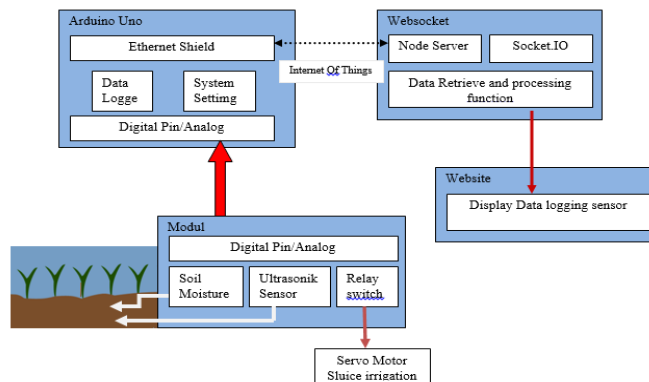 Arduino Uno
Ethernet Shield
Data
Logge
System
Settimg
Digital Pin/Analog
Internet Of Things
Websocket
Node Server
Socket.IO
Data Retrieve and processing
function
Website
Display Data logging sensor
Modul
Digital Pin/Analog
Soil
Moisture
Ultrasonik
Sensor
Relay
switch
Servo Motor
Sluice irrigation